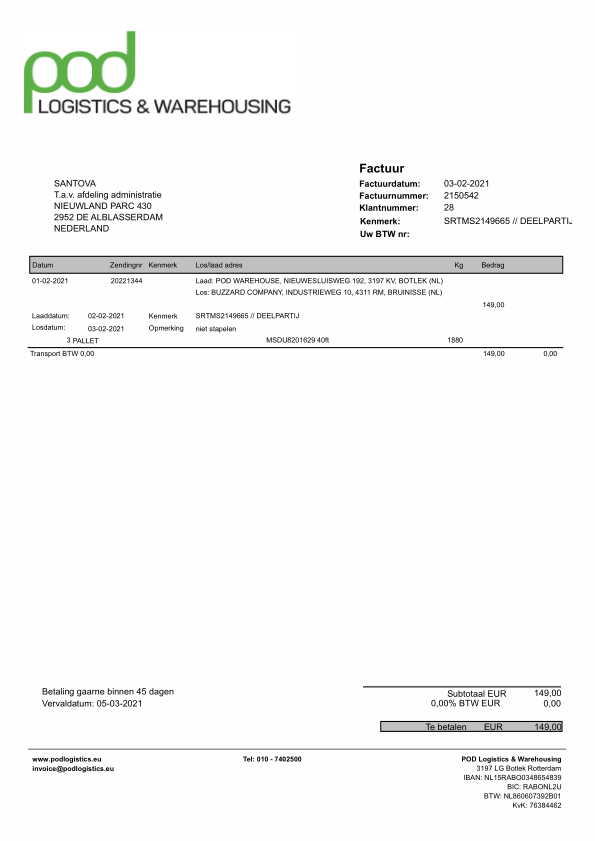 pod
LOGISTICS & WAREHOUSING
Factuur
SANTOVA
T.a.v. afdeling administratie
NIEUWLAND PARC 430
2952 DE ALBLASSERDAM
NEDERLAND
Factuurdatum: 03-02-2021
Factuurnummer: 2150542
Klantnummer: 28
Kenmerk: SRTMS2149665 // DEELPARTIJ
Uw BTW nr:
Datum Zendingnr Kenmerk Los/laad adres Kg Bedrag
01-02-2021 20221344 Laad: POD WAREHOUSE, NIEUWESLUISWEG 192, 3197 KV, BOTLEK (NL)
Los: BUZZARD COMPANY, INDUSTRIEWEG 10, 4311 RM, BRUINISSE (NL)
149,00
Laaddatum: 02-02-2021 Kenmerk SRTMS2149665 // DEELPARTIJ
Losdatum: 03-02-2021 Opmerking niet stapelen
3 PALLET MSDU8201629 40ft 1880
Transport BTW 0,00 149,00 0,00
Betaling gaarne binnen 45 dagen
Vervaldatum: 05-03-2021
Subtotaal EUR 149,00
0,00% BTW EUR 0,00
Te betalen EUR 149,00
www.podlogistics.eu
invoice@podlogistics.eu
Tel: 010 - 7402500
POD Logistics & Warehousing
3197 LG Botlek Rotterdam
IBAN: NL15RABO0348654839
BIC: RABONL2U
BTW: NL860607392B01
KvK: 76384462